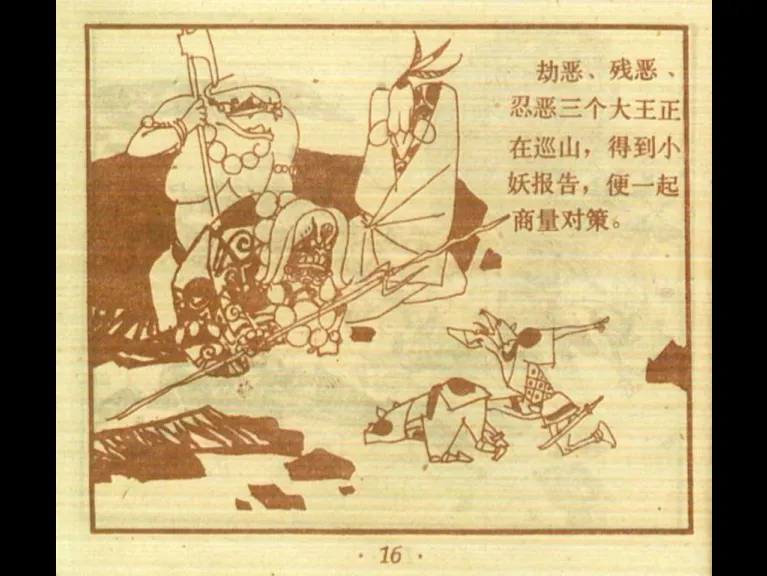 劫恶、残恶、
忍恶三个大王正
在巡山，得到小
妖报告，便一起
商量对策。
· 16 ·